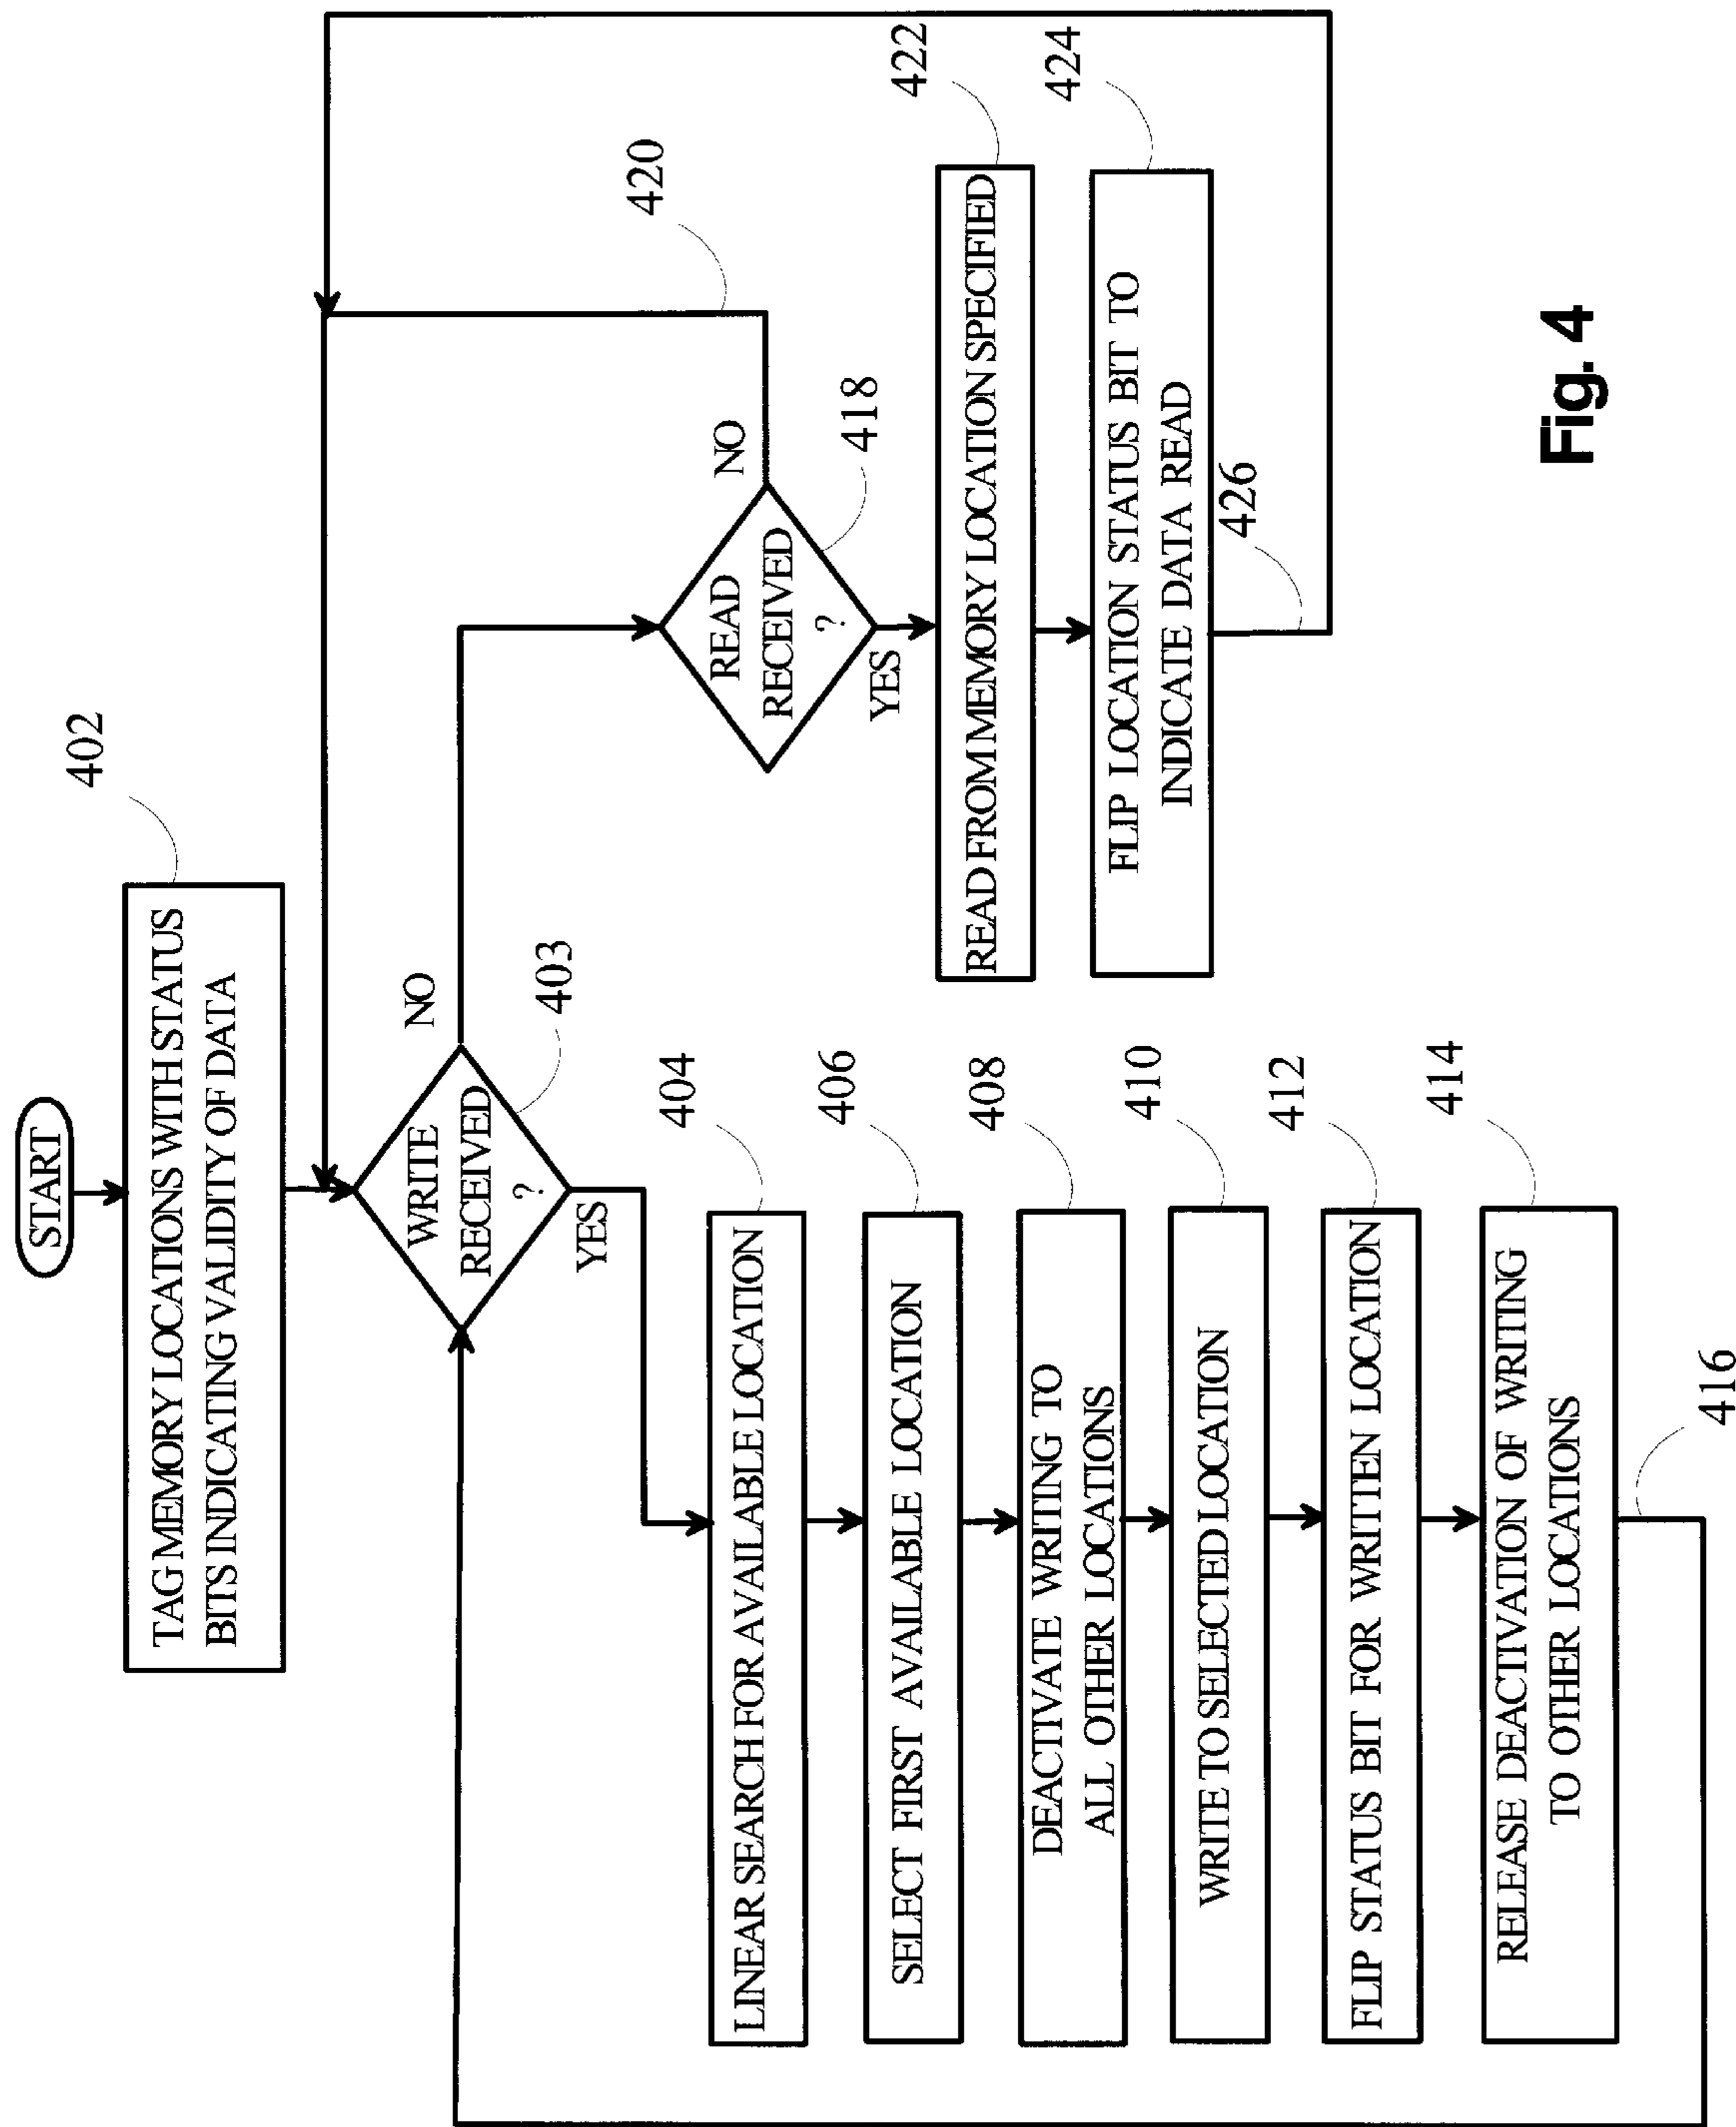 START
402
TAG MEMORY LOCATIONS WITH STATUS
BITS INDICATING VALIDITY OF DATA
WRITE
RECEIVED
?
403
NO
YES
404
LINEAR SEARCH FOR AVAILABLE LOCATION
406
SELECT FIRST AVAILABLE LOCATION
408
DEACTIVATE WRITING TO
ALL OTHER LOCATIONS
410
WRITE TO SELECTED LOCATION
412
FLIP STATUS BIT FOR WRITTEN LOCATION
414
RELEASE DEACTIVATION OF WRITING
TO OTHER LOCATIONS
416
READ
RECEIVED
?
418
NO
420
YES
422
READ FROM MEMORY LOCATION SPECIFIED
424
FLIP LOCATION STATUS BIT TO
INDICATE DATA READ
426
Fig. 4